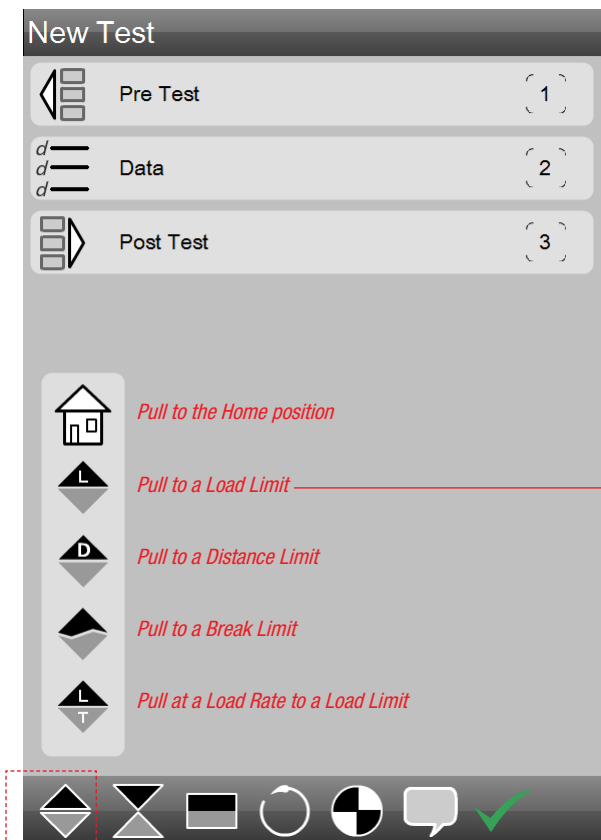 New Test
Pre Test 1
d
d Data 2
d
Post Test 3
Pull to the Home position
L Pull to a Load Limit
D Pull to a Distance Limit
Pull to a Break Limit
L Pull at a Load Rate to a Load Limit
T